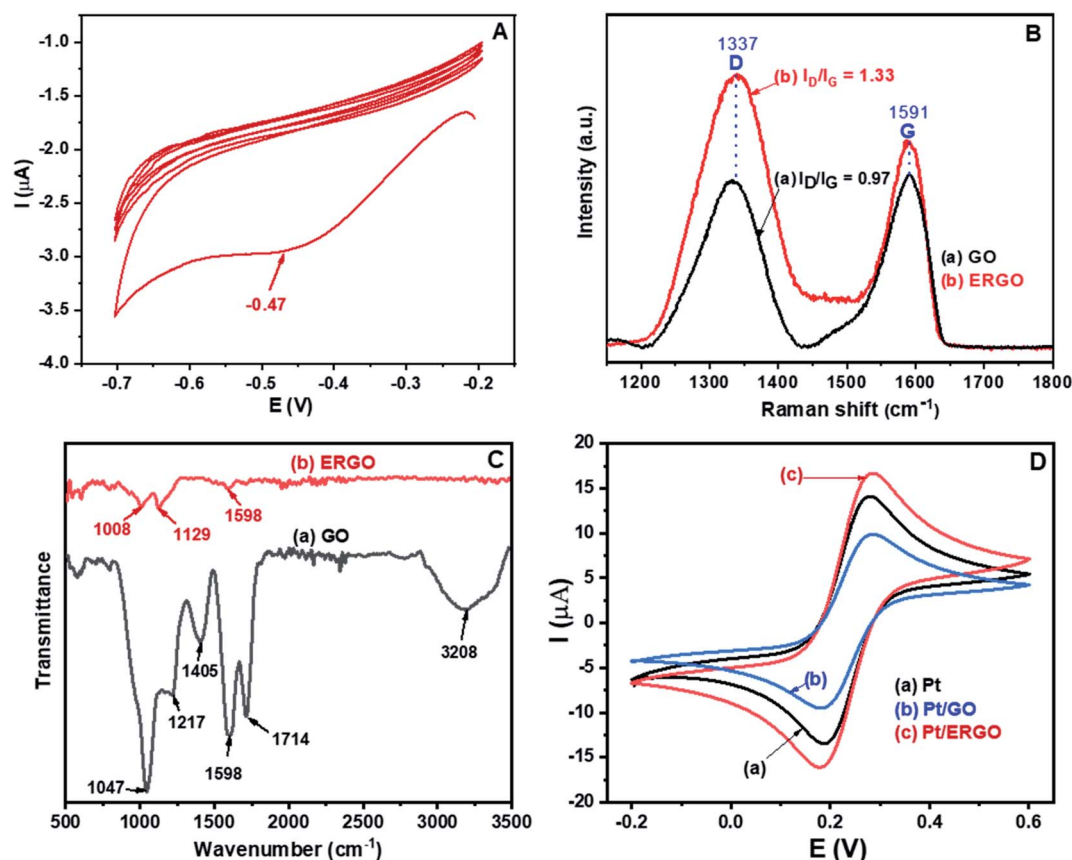 A
I (μA)
-1.0
-1.5
-2.0
-2.5
-3.0
-3.5
-4.0
-0.47
-0.7 -0.6 -0.5 -0.4 -0.3 -0.2
E (V)
B
Intensity (a.u.)
1337
D
(b) I_D/I_G = 1.33
1591
G
(a) I_D/I_G = 0.97
(a) GO
(b) ERGO
1200 1300 1400 1500 1600 1700 1800
Raman shift (cm⁻¹)
C
Transmittance
(b) ERGO
1008
1129
1598
(a) GO
1405
3208
1217
1714
1598
1047
500 1000 1500 2000 2500 3000 3500
Wavenumber (cm⁻¹)
D
I (μA)
20
15
10
5
0
-5
-10
-15
-20
(c)
(b)
(a)
(a) Pt
(b) Pt/GO
(c) Pt/ERGO
-0.2 0.0 0.2 0.4 0.6
E (V)